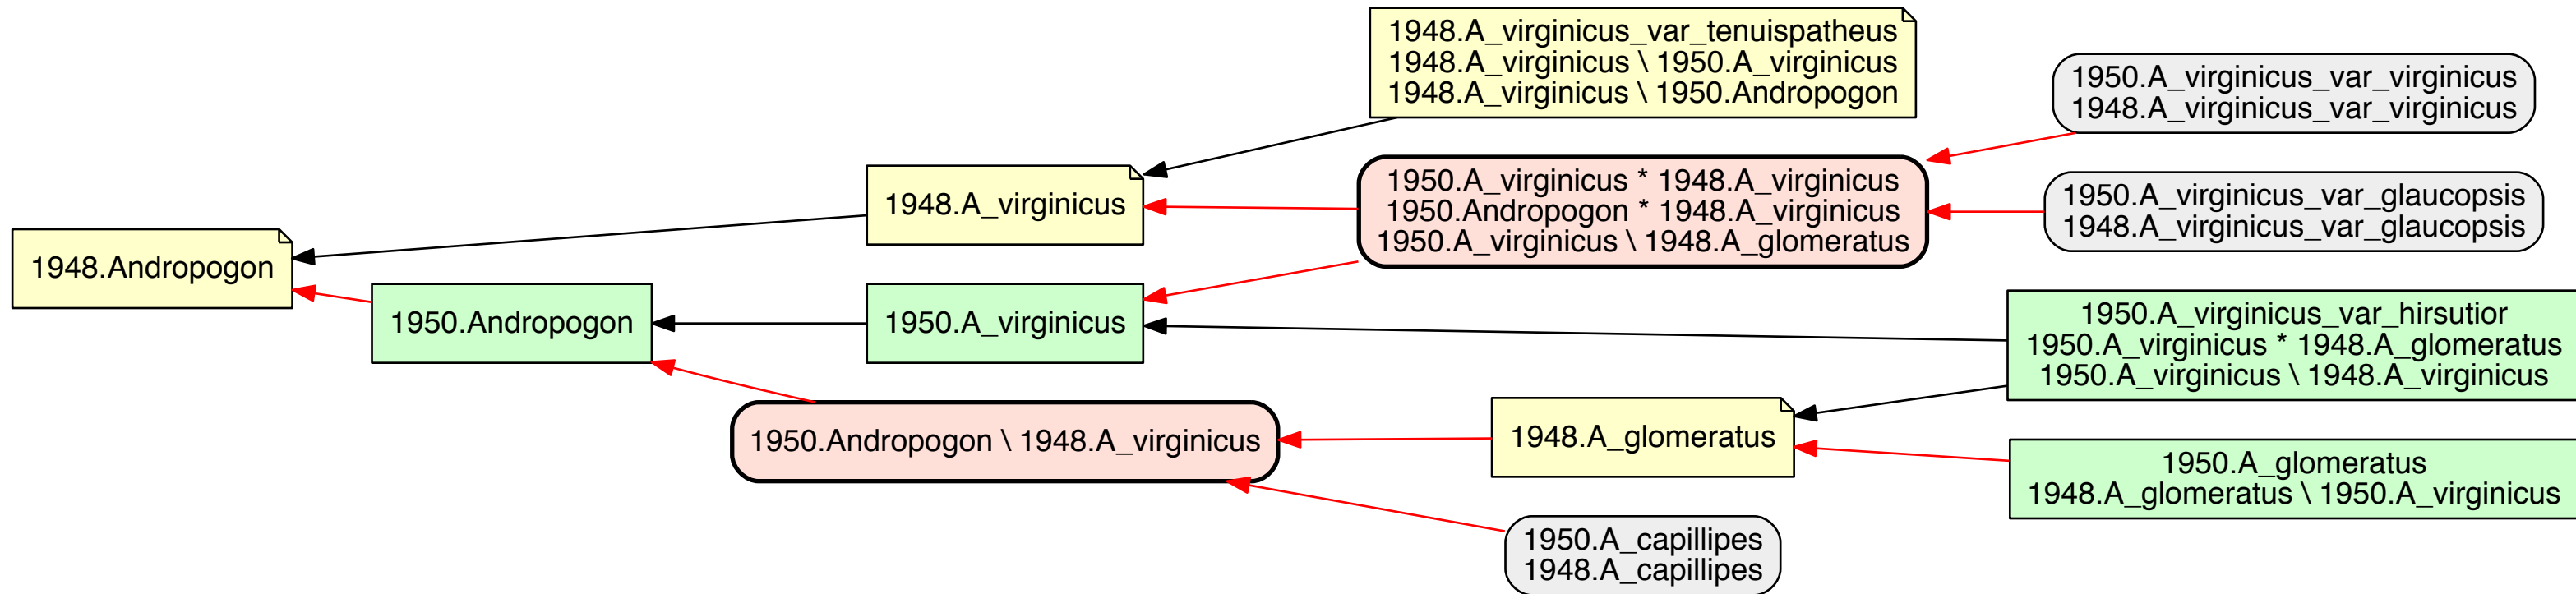 1948.A_virginicus_var_tenuispatheus
1948.A_virginicus \ 1950.A_virginicus
1948.A_virginicus \ 1950.Andropogon
1950.A_virginicus_var_virginicus
1948.A_virginicus_var_virginicus
1948.A_virginicus
1950.A_virginicus * 1948.A_virginicus
1950.Andropogon * 1948.A_virginicus
1950.A_virginicus \ 1948.A_glomeratus
1950.A_virginicus_var_glaucopsis
1948.A_virginicus_var_glaucopsis
1948.Andropogon
1950.Andropogon
1950.A_virginicus
1950.A_virginicus_var_hirsutior
1950.A_virginicus * 1948.A_glomeratus
1950.A_virginicus \ 1948.A_virginicus
1950.Andropogon \ 1948.A_virginicus
1948.A_glomeratus
1950.A_glomeratus
1948.A_glomeratus \ 1950.A_virginicus
1950.A_capillipes
1948.A_capillipes